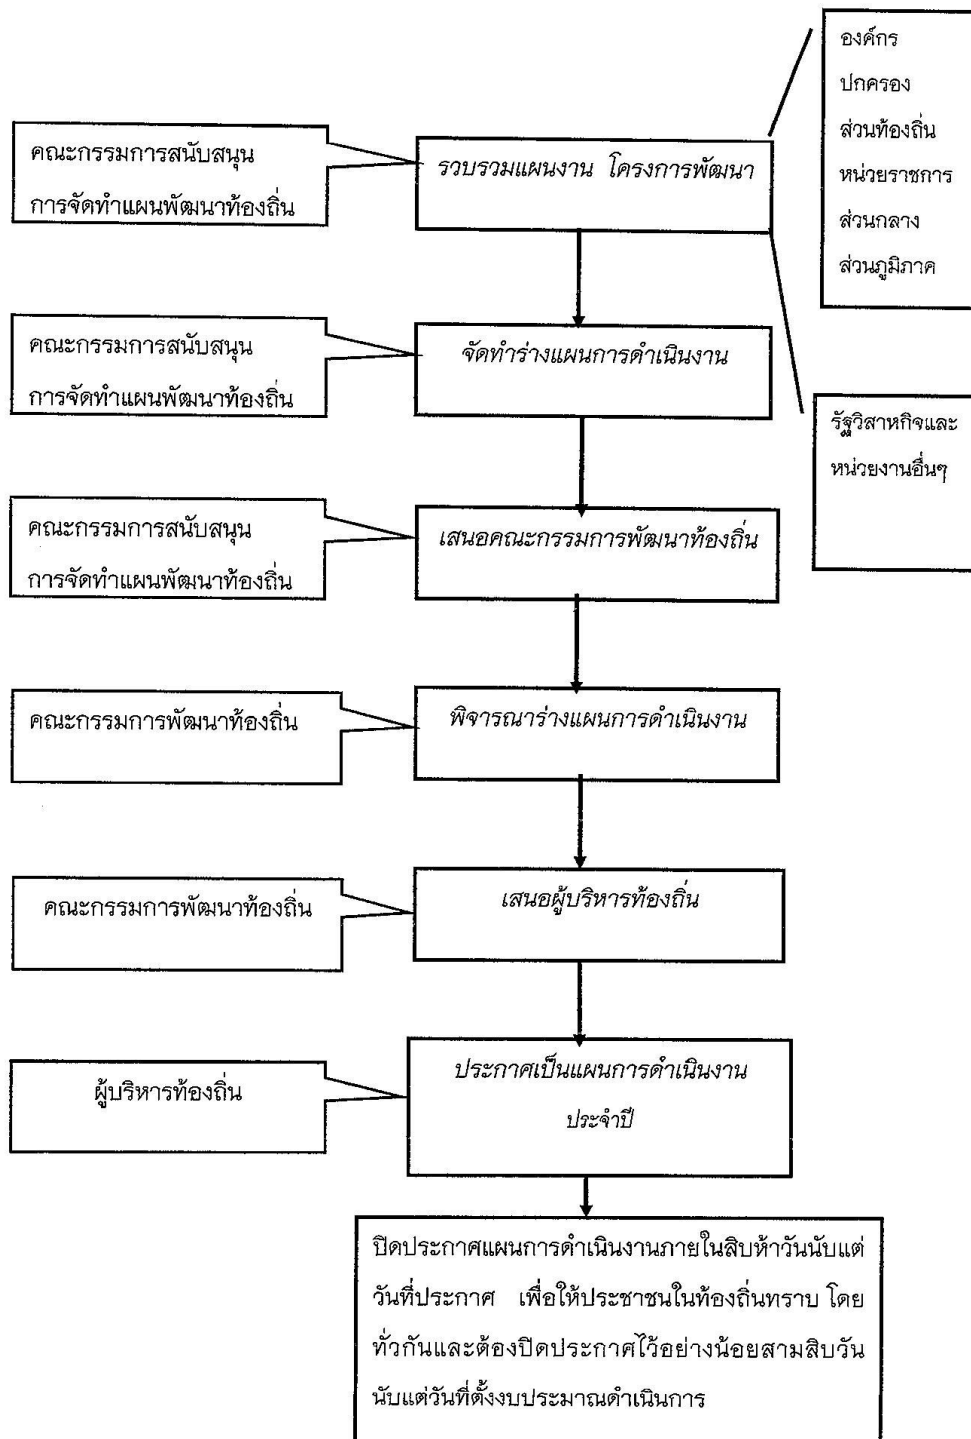 องค์กร
ปกครอง
ส่วนท้องถิ่น
หน่วยราชการ
ส่วนกลาง
ส่วนภูมิภาค
คณะกรรมการสนับสนุน
การจัดทำแผนพัฒนาท้องถิ่น
รวบรวมแผนงาน โครงการพัฒนา
คณะกรรมการสนับสนุน
การจัดทำแผนพัฒนาท้องถิ่น
จัดทำร่างแผนการดำเนินงาน
รัฐวิสาหกิจและ
หน่วยงานอื่นๆ
คณะกรรมการสนับสนุน
การจัดทำแผนพัฒนาท้องถิ่น
เสนอคณะกรรมการพัฒนาท้องถิ่น
คณะกรรมการพัฒนาท้องถิ่น
พิจารณาร่างแผนการดำเนินงาน
คณะกรรมการพัฒนาท้องถิ่น
เสนอผู้บริหารท้องถิ่น
ผู้บริหารท้องถิ่น
ประกาศเป็นแผนการดำเนินงาน
ประจำปี
ปิดประกาศแผนการดำเนินงานภายในสิบห้าวันนับแต่
วันที่ประกาศ เพื่อให้ประชาชนในท้องถิ่นทราบ โดย
ทั่วกันและต้องปิดประกาศไว้อย่างน้อยสามสิบวัน
นับแต่วันที่ตั้งงบประมาณดำเนินการ